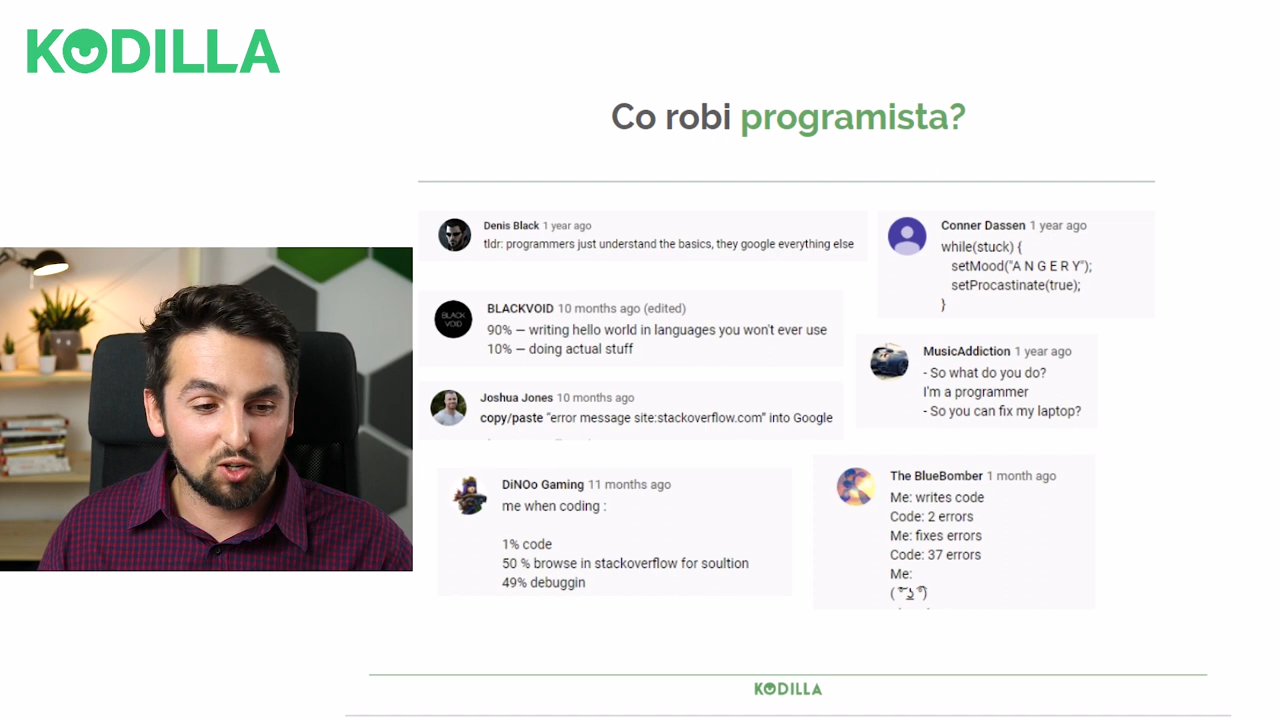 KODILLA
Co robi programista?
Denis Black 1 year ago
tldr: programmers just understand the basics, they google everything else
Conner Dassen 1 year ago
while(stuck) {
setMood("A N G E R Y");
setProcastinate(true);
}
BLACKVOID 10 months ago (edited)
90% — writing hello world in languages you won't ever use
10% — doing actual stuff
BLACK
VOID
MusicAddiction 1 year ago
- So what do you do?
I'm a programmer
- So you can fix my laptop?
Joshua Jones 10 months ago
copy/paste "error message site:stackoverflow.com" into Google
DiNOo Gaming 11 months ago
me when coding :
1% code
50 % browse in stackoverflow for soultion
49% debuggin
The BlueBomber 1 month ago
Me: writes code
Code: 2 errors
Me: fixes errors
Code: 37 errors
Me:
( ͡° ͜ʖ ͡°)
KODILLA